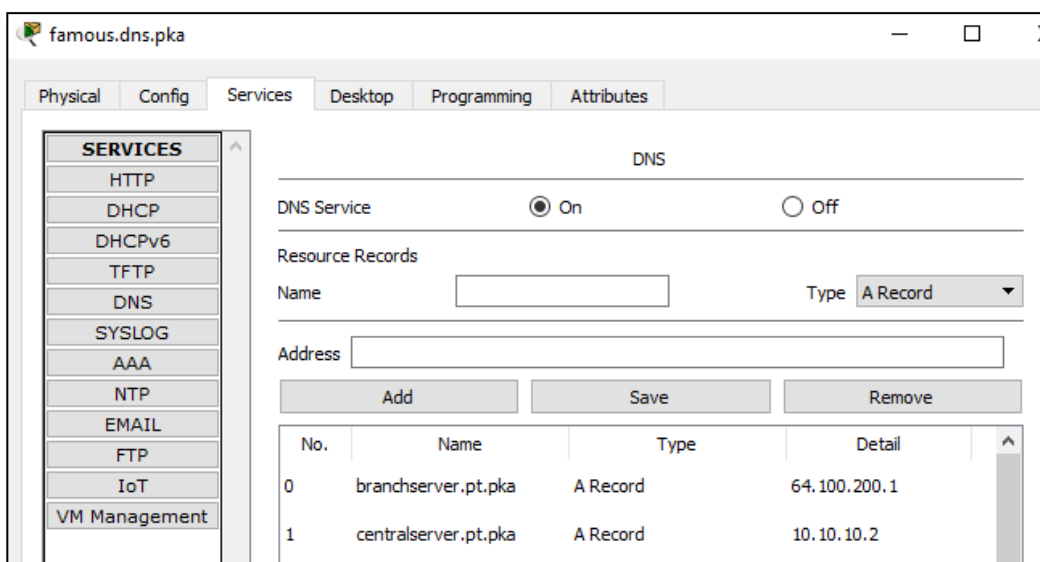 famous.dns.pka
Physical Config Services Desktop Programming Attributes
SERVICES
HTTP
DHCP
DHCPv6
TFTP
DNS
SYSLOG
AAA
NTP
EMAIL
FTP
IoT
VM Management
DNS
DNS Service On Off
Resource Records
Name Type A Record
Address
Add Save Remove
No. Name Type Detail
0 branchserver.pt.pka A Record 64.100.200.1
1 centralserver.pt.pka A Record 10.10.10.2